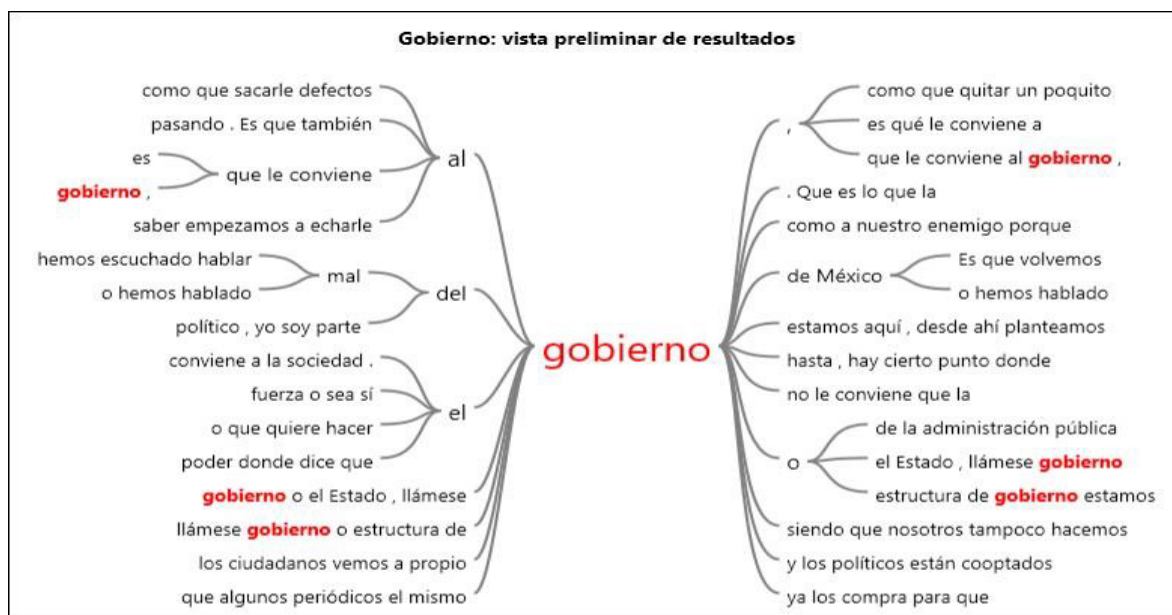 Gobierno: vista preliminar de resultados
como que sacarle defectos
pasando . Es que también
es
gobierno ,
que le conviene
saber empezamos a echarle
al
hemos escuchado hablar
o hemos hablado
mal
político , yo soy parte
del
conviene a la sociedad .
fuerza o sea sí
o que quiere hacer
poder donde dice que
el
gobierno o el Estado , llámese
llámese gobierno o estructura de
los ciudadanos vemos a propio
que algunos periódicos el mismo
gobierno
,
como que quitar un poquito
es qué le conviene a
que le conviene al gobierno ,
. Que es lo que la
como a nuestro enemigo porque
de México
Es que volvemos
o hemos hablado
estamos aquí , desde ahí planteamos
hasta , hay cierto punto donde
no le conviene que la
o
de la administración pública
el Estado , llámese gobierno
estructura de gobierno estamos
siendo que nosotros tampoco hacemos
y los políticos están cooptados
ya los compra para que